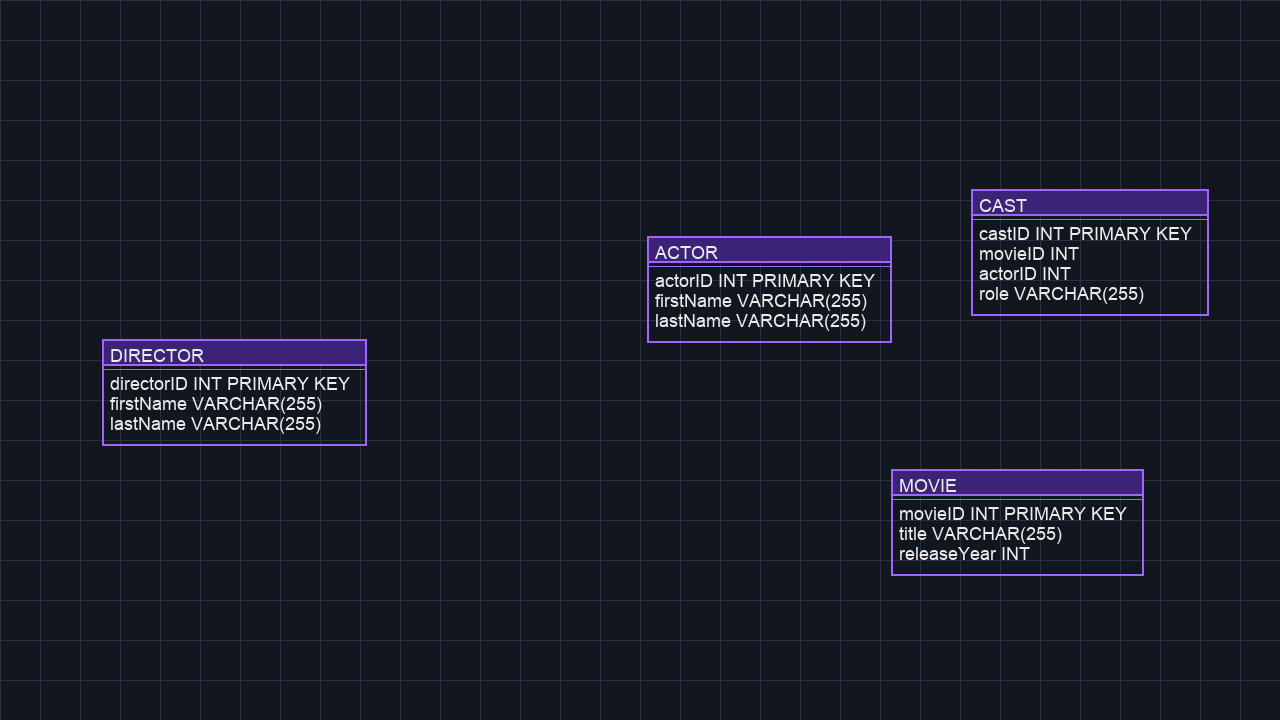 DIRECTOR
directorID INT PRIMARY KEY
firstName VARCHAR(255)
lastName VARCHAR(255)
ACTOR
actorID INT PRIMARY KEY
firstName VARCHAR(255)
lastName VARCHAR(255)
CAST
castID INT PRIMARY KEY
movieID INT
actorID INT
role VARCHAR(255)
MOVIE
movieID INT PRIMARY KEY
title VARCHAR(255)
releaseYear INT